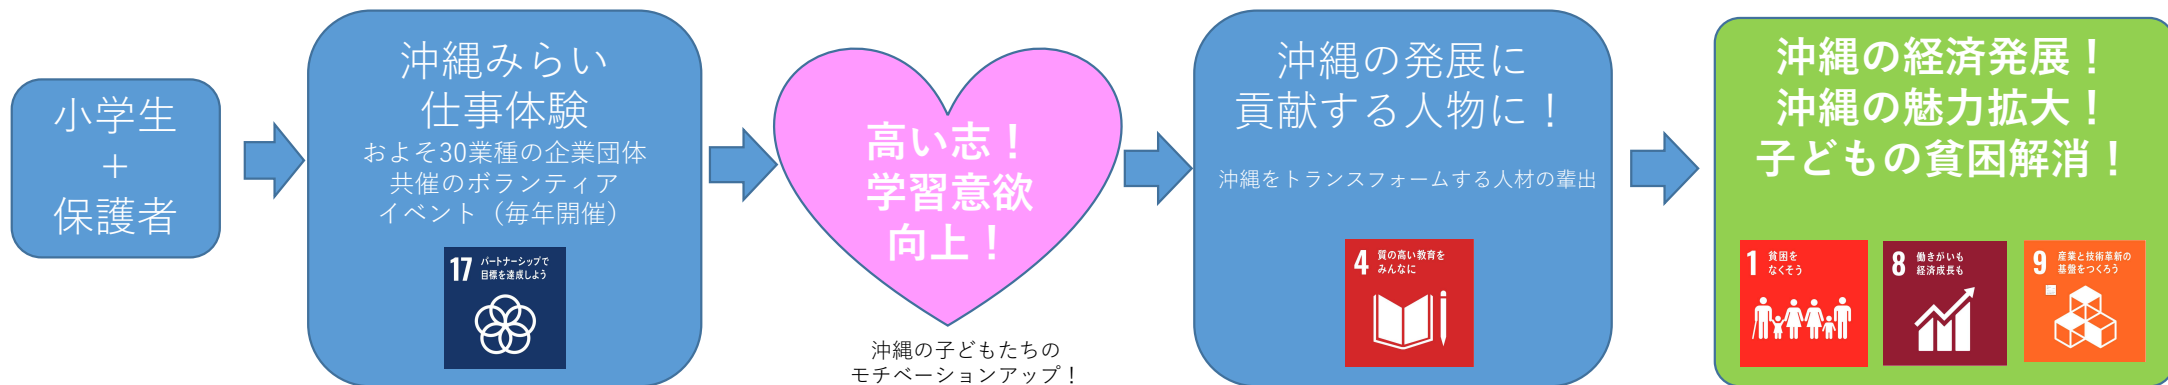 小学生
+
保護者
沖縄みらい
仕事体験
およそ30業種の企業団体
共催のボランティア
イベント（毎年開催）
17 パートナーシップで
目標を達成しよう
高い志！
学習意欲
向上！
沖縄の子どもたちの
モチベーションアップ！
沖縄の発展に
貢献する人物に！
沖縄をトランスフォームする人材の輩出
4 質の高い教育を
みんなに
沖縄の経済発展！
沖縄の魅力拡大！
子どもの貧困解消！
1 貧困を
なくそう
8 働きがいも
経済成長も
9 産業と技術革新の
基盤をつくろう